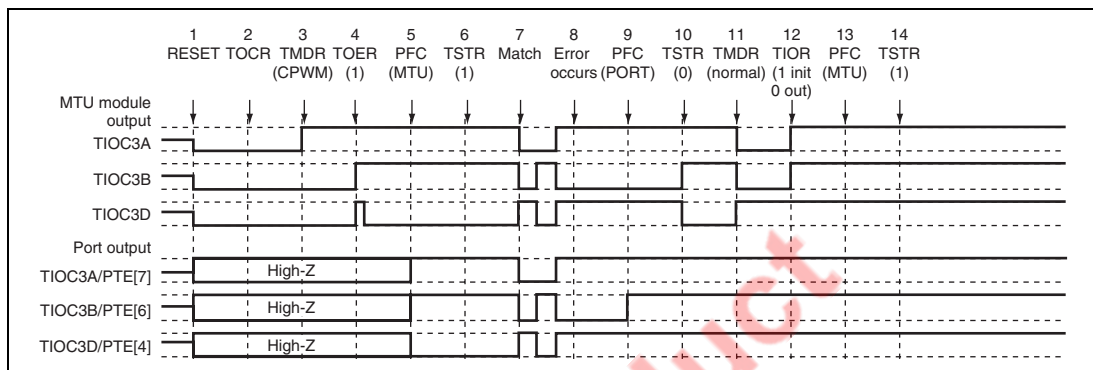 1 2 3 4 5 6 7 8 9 10 11 12 13 14
RESET TOCR TMDR TOER PFC TSTR Match Error PFC TSTR TMDR TIOR PFC TSTR
(CPWM) (1) (MTU) (1) occurs (PORT) (0) (normal) (1 init (MTU) (1)
0 out)
MTU module
output
TIOC3A
TIOC3B
TIOC3D
Port output
TIOC3A/PTE[7] High-Z
TIOC3B/PTE[6] High-Z
TIOC3D/PTE[4] High-Z
duct